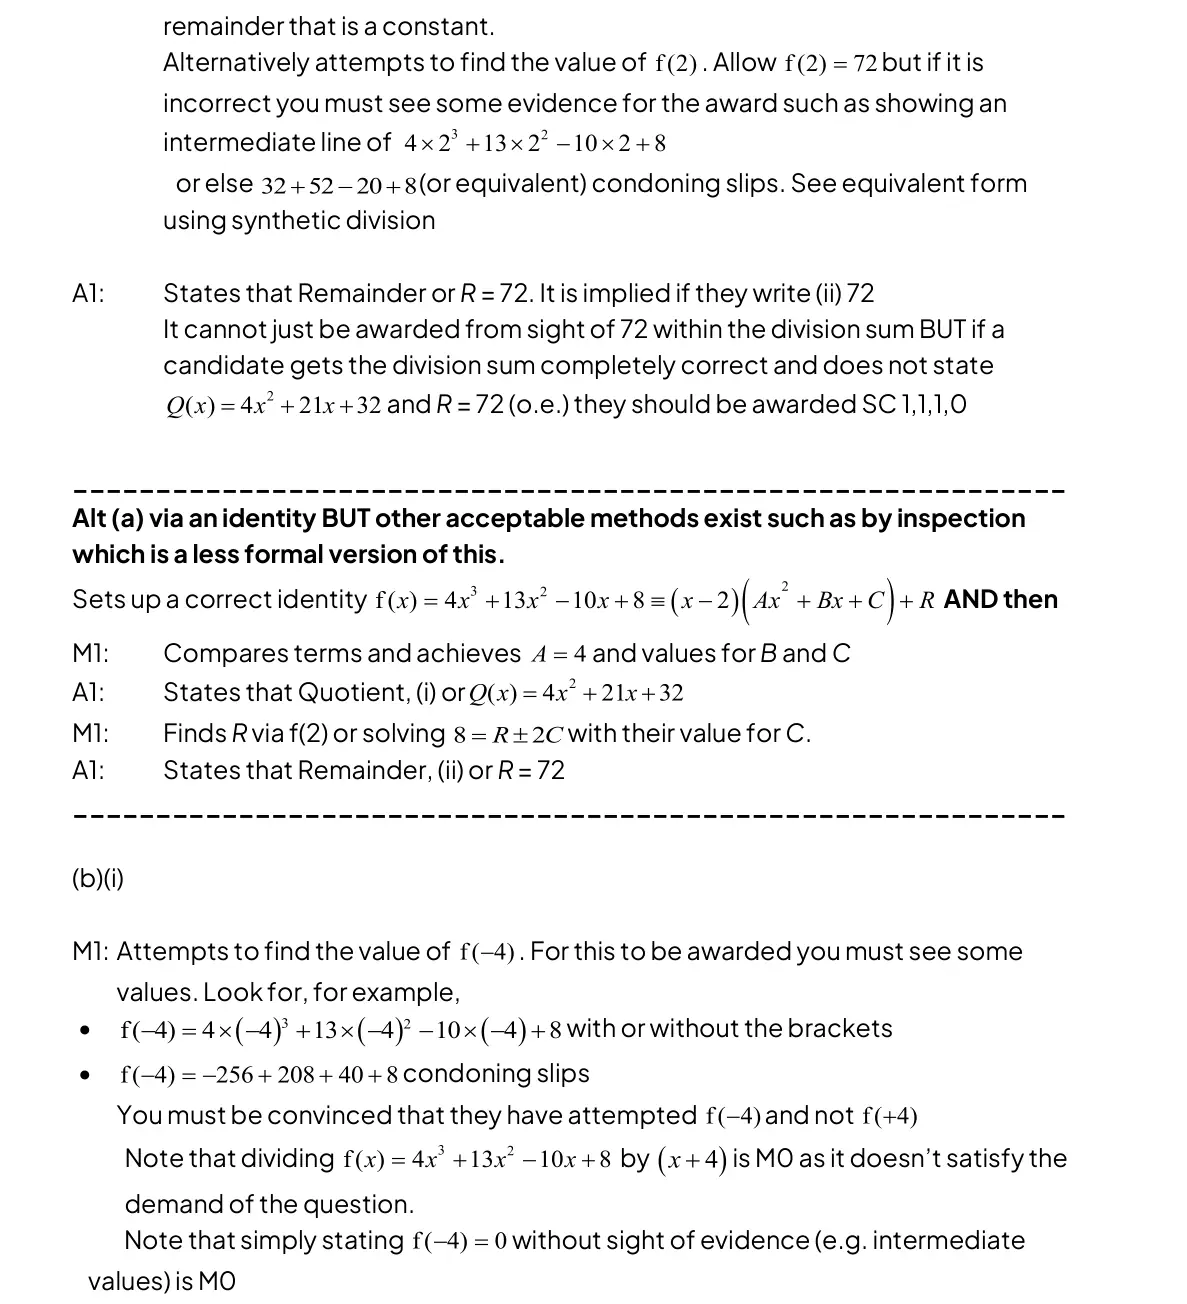 remainder that is a constant.
Alternatively attempts to find the value of f(2). Allow f(2) = 72 but if it is
incorrect you must see some evidence for the award such as showing an
intermediate line of 4×2³ +13×2² −10×2+8
or else 32+52−20+8(or equivalent) condoning slips. See equivalent form
using synthetic division
A1: States that Remainder or R = 72. It is implied if they write (ii) 72
It cannot just be awarded from sight of 72 within the division sum BUT if a
candidate gets the division sum completely correct and does not state
Q(x) = 4x² +21x+32 and R = 72 (o.e.) they should be awarded SC 1,1,1,0
------------------------------------------------------------
Alt (a) via an identity BUT other acceptable methods exist such as by inspection
which is a less formal version of this.
Sets up a correct identity f(x) = 4x³ +13x² −10x+8 ≡ (x−2)(Ax² + Bx+C)+ R AND then
M1: Compares terms and achieves A = 4 and values for B and C
A1: States that Quotient, (i) or Q(x) = 4x² +21x+32
M1: Finds R via f(2) or solving 8 = R±2C with their value for C.
A1: States that Remainder, (ii) or R = 72
------------------------------------------------------------
(b)(i)
M1: Attempts to find the value of f(−4). For this to be awarded you must see some
values. Look for, for example,
• f(−4) = 4×(−4)³ +13×(−4)² −10×(−4)+8 with or without the brackets
• f(−4) = −256+208+40+8 condoning slips
You must be convinced that they have attempted f(−4) and not f(+4)
Note that dividing f(x) = 4x³ +13x² −10x+8 by (x+4) is M0 as it doesn't satisfy the
demand of the question.
Note that simply stating f(−4) = 0 without sight of evidence (e.g. intermediate
values) is M0